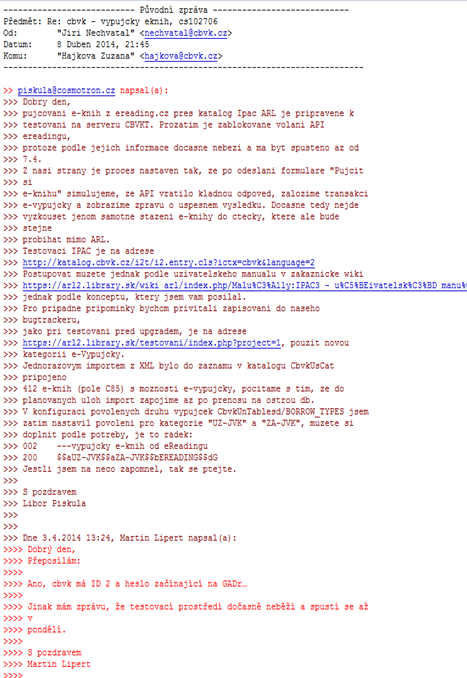 ------------------------ Původní zpráva -------------------------
Předmět: Re: cbvk - vypujcky eknih, cs102706
Od: "Jiri Nechvatal" <nechvatal@cbvk.cz>
Datum: 8 Duben 2014, 21:45
Komu: "Hajkova Zuzana" <hajkova@cbvk.cz>
-------------------------------------------------------------------
>> piskula@cosmotron.cz napsal(a):
>>> Dobry den,
>>> pujcovani e-knih z ereading.cz pres katalog Ipac ARL je pripravene k
>>> testovani na serveru CBVKT. Prozatim je zablokovane volani API
>>> ereadingu,
>>> protoze podle jejich informace docasne nebezi a ma byt spusteno az od
>>> 7.4.
>>> Z nasi strany je proces nastaven tak, ze po odeslani formulare "Pujcit
>>> si
>>> e-knihu" simulujeme, ze API vratilo kladnou odpoved, zalozime transakci
>>> e-vypujcky a zobrazime zpravu o uspesnem vysledku. Docasne tedy nejde
>>> vyzkouset jenom samotne stazeni e-knihy do ctecky, ktere ale bude
>>> stejne
>>> probihat mimo ARL.
>>> Testovaci IPAC je na adrese
>>> http://katalog.cbvk.cz/i2t/i2.entry.cls?ictx=cbvk&language=2
>>> Postupovat muzete jednak podle uzivatelskeho manualu v zakaznicke wiki
>>> https://arl2.library.sk/wiki_arl/index.php/Malu%C3%A1ly:IPAC3_-_u%C5%BEivatelsk%C3%BD_manu%
>>> jednak podle konceptu, ktery jsem vam posilal.
>>> Pro pripadne pripominky bychom privitali zapisovani do naseho
>>> bugtrackeru,
>>> jako pri testovani pred upgradem, je na adrese
>>> https://arl2.library.sk/testovani/index.php?project=1, pouzit novou
>>> kategorii e-Vypujcky.
>>> Jednorazovym importem z XML bylo do zaznamu v katalogu CbvkUsCat
>>> pripojeno
>>> 412 e-knih (pole C85) s moznosti e-vypujcky, pocitame s tim, ze do
>>> planovanych uloh import zapojime az po prenosu na ostrou db.
>>> V konfiguraci povolenych druhu vypujcek CbvkUnTablesd/BORROW_TYPES jsem
>>> zatim nastavil povoleni pro kategorie "UZ-JVK" a "ZA-JVK", muzete si
>>> doplnit podle potreby, je to radek:
>>> 002 ---vypujcky e-knih od eReadingu
>>> 200 $$aUZ-JVK$$aZA-JVK$$bEREADING$$dG
>>> Jestli jsem na neco zapomnel, tak se ptejte.
>>>
>>> S pozdravem
>>> Libor Piskula
>>>
>>>
>>> Dne 3.4.2014 13:24, Martin Lipert napsal(a):
>>>> Dobrý den,
>>>> Přeposílám:
>>>>
>>>> Ano, cbvk má ID 2 a heslo začínající na GADr…
>>>>
>>>> Jinak mám zprávu, že testovací prostředí dočasně neběží a spustí se až
>>>> v
>>>> pondělí.
>>>>
>>>> S pozdravem
>>>> Martin Lipert
>>>>